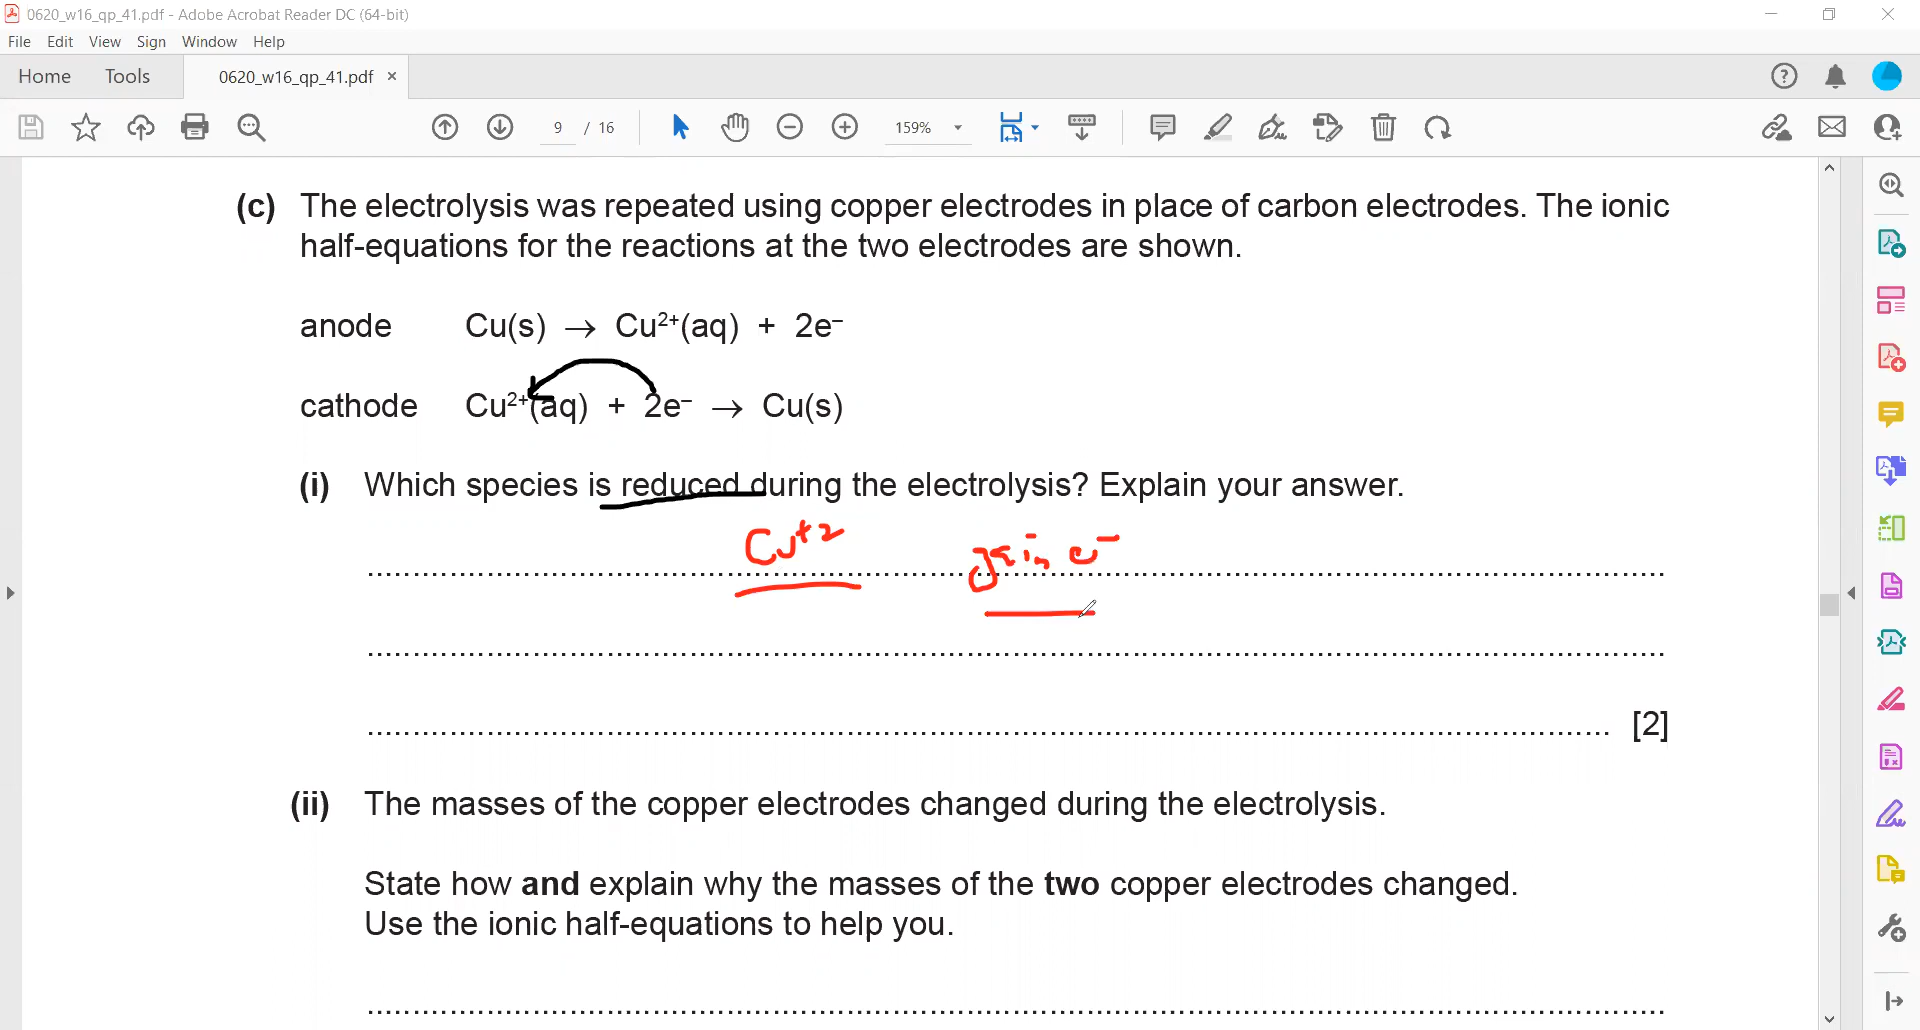 0620_w16_qp_41.pdf - Adobe Acrobat Reader DC (64-bit)
File Edit View Sign Window Help
Home Tools 0620_w16_qp_41.pdf ×
9 / 16 159%
(c) The electrolysis was repeated using copper electrodes in place of carbon electrodes. The ionic
half-equations for the reactions at the two electrodes are shown.
anode Cu(s) → Cu²⁺(aq) + 2e⁻
cathode Cu²⁺(aq) + 2e⁻ → Cu(s)
(i) Which species is reduced during the electrolysis? Explain your answer.
Cu⁺² gain e⁻
[2]
(ii) The masses of the copper electrodes changed during the electrolysis.
State how and explain why the masses of the two copper electrodes changed.
Use the ionic half-equations to help you.